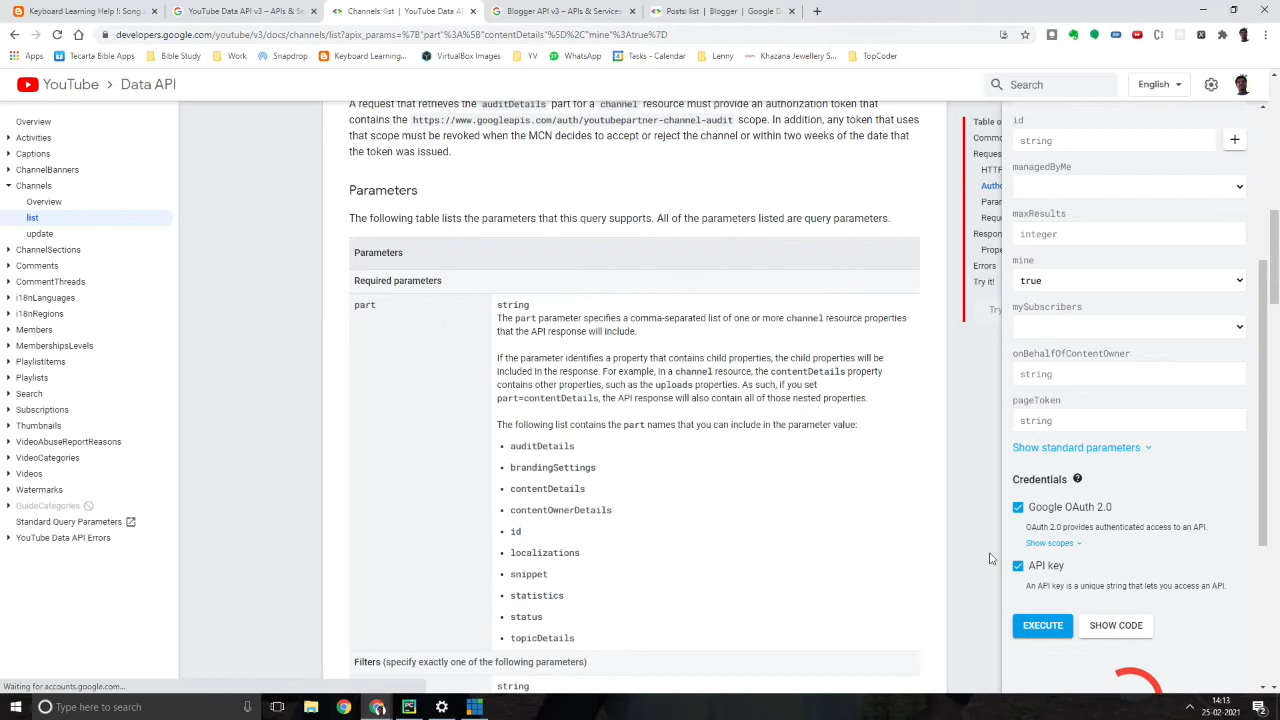 Keyboard Learning Help !: Song
YouTube Data API v3 – APIs & Se
Channels: list | YouTube Data AP
Blogger API v3 – APIs & Services
Posts: list | Blogger | Google D
developers.google.com/youtube/v3/docs/channels/list?apix_params=%7B"part"%3A%5B"contentDetails"%5D%2C"mine"%3Atrue%7D
Apps
Tecarta Bible Apps
Bible Study
Work
Snapdrop
Keyboard Learning...
VirtualBox Images
YV
WhatsApp
Tasks - Calendar
Lenny
Khazana Jewellery S...
TopCoder
YouTube > Data API
Search
English
Overview
Activities
Captions
ChannelBanners
Channels
Overview
list
update
ChannelSections
Comments
CommentThreads
i18nLanguages
i18nRegions
Members
MembershipsLevels
PlaylistItems
Playlists
Search
Subscriptions
Thumbnails
VideoAbuseReportReasons
VideoCategories
Videos
Watermarks
GuideCategories
Standard Query Parameters
YouTube Data API Errors
A request that retrieves the auditDetails part for a channel resource must provide an authorization token that
contains the https://www.googleapis.com/auth/youtubepartner-channel-audit scope. In addition, any token that uses
that scope must be revoked when the MCN decides to accept or reject the channel or within two weeks of the date that
the token was issued.
Parameters
The following table lists the parameters that this query supports. All of the parameters listed are query parameters.
Parameters
Required parameters
part
string
The part parameter specifies a comma-separated list of one or more channel resource properties
that the API response will include.
If the parameter identifies a property that contains child properties, the child properties will be
included in the response. For example, in a channel resource, the contentDetails property
contains other properties, such as the uploads properties. As such, if you set
part=contentDetails, the API response will also contain all of those nested properties.
The following list contains the part names that you can include in the parameter value:
• auditDetails
• brandingSettings
• contentDetails
• contentOwnerDetails
• id
• localizations
• snippet
• statistics
• status
• topicDetails
Filters (specify exactly one of the following parameters)
string
Table o
Commo
Reques
HTTP
Autho
Para
Requ
Respon
Prope
Errors
Try it!
Try
id
string
managedByMe
maxResults
integer
mine
true
mySubscribers
onBehalfOfContentOwner
string
pageToken
string
Show standard parameters
Credentials
Google OAuth 2.0
OAuth 2.0 provides authenticated access to an API.
Show scopes
API key
An API key is a unique string that lets you access an API.
EXECUTE
SHOW CODE
Waiting for accounts.google.com...
Type here to search
14:13
25-02-2021